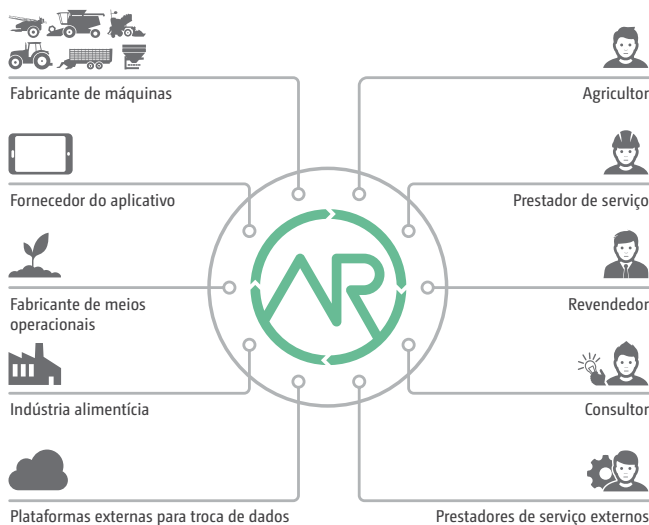 Fabricante de máquinas
Agricultor
Fornecedor do aplicativo
Prestador de serviço
AR
Fabricante de meios
operacionais
Revendedor
Indústria alimentícia
Consultor
Plataformas externas para troca de dados
Prestadores de serviço externos